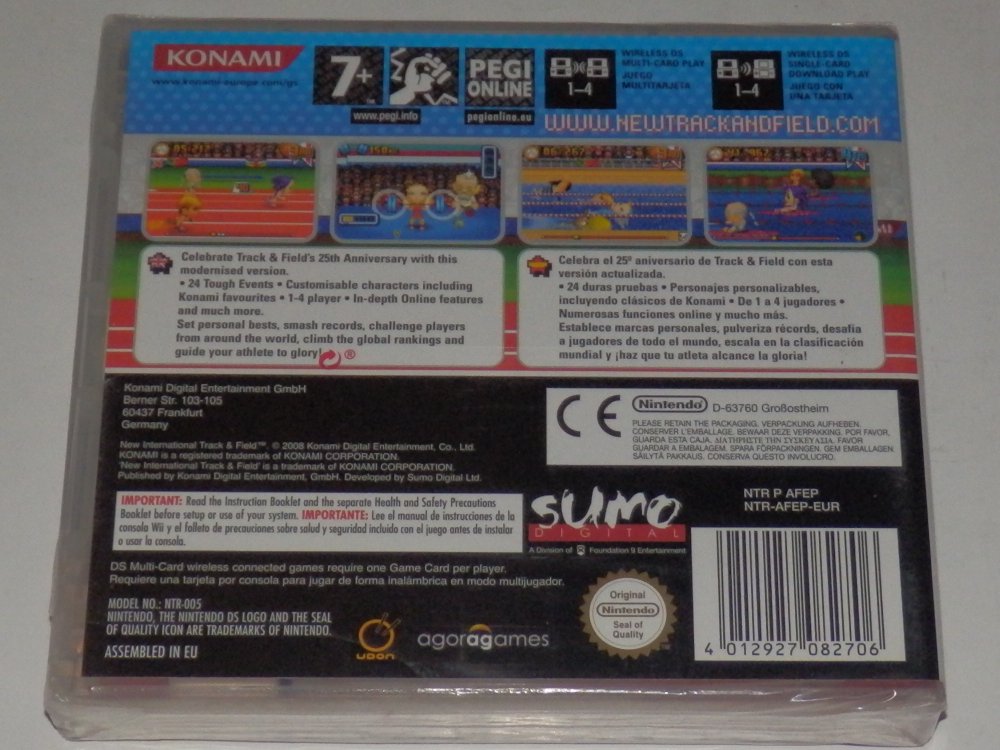 KONAMI
www.konami-europe.com/gs
7+
www.pegi.info
PEGI
ONLINE
pegionline.eu
1-4
WIRELESS DS
MULTI-CARD PLAY
JUEGO
MULTITARJETA
1-4
WIRELESS DS
SINGLE-CARD
DOWNLOAD PLAY
JUEGO CON
UNA TARJETA
WWW.NEWTRACKANDFIELD.COM
Celebrate Track & Field's 25th Anniversary with this
modernised version.
• 24 Tough Events • Customisable characters including
Konami favourites • 1-4 player • In-depth Online features
and much more.
Set personal bests, smash records, challenge players
from around the world, climb the global rankings and
guide your athlete to glory!
®
Celebra el 25º aniversario de Track & Field con esta
versión actualizada.
• 24 duras pruebas • Personajes personalizables,
incluyendo clásicos de Konami • De 1 a 4 jugadores •
Numerosas funciones online y mucho más.
Establece marcas personales, pulveriza récords, desafía
a jugadores de todo el mundo, escala en la clasificación
mundial y ¡haz que tu atleta alcance la gloria!
Konami Digital Entertainment GmbH
Berner Str. 103-105
60437 Frankfurt
Germany
New International Track & Field™. © 2008 Konami Digital Entertainment, Co., Ltd.
KONAMI is a registered trademark of KONAMI CORPORATION.
'New International Track & Field' is a trademark of KONAMI CORPORATION.
Published by Konami Digital Entertainment, GmbH. Developed by Sumo Digital Ltd.
CE
Nintendo D-63760 Großostheim
PLEASE RETAIN THE PACKAGING. VERPACKUNG AUFHEBEN.
CONSERVER L'EMBALLAGE. BEWAAR DEZE VERPAKKING. POR FAVOR,
GUARDA ESTA CAJA. ΔΙΑΤΗΡΗΣΤΕ ΤΗΝ ΣΥΣΚΕΥΑΣΙΑ. FAVOR
GUARDAR A EMBALAGEM. SPARA FÖRPACKNINGEN. GEM EMBALLAGEN.
SÄILYTÄ PAKKAUS. CONSERVA QUESTO INVOLUCRO.
IMPORTANT: Read the Instruction Booklet and the separate Health and Safety Precautions
Booklet before setup or use of your system. IMPORTANTE: Lee el manual de instrucciones de la
consola Wii y el folleto de precauciones sobre salud y seguridad incluido con el juego antes de instalar
o usar la consola.
sumo
DIGITAL
A Division of Foundation 9 Entertainment
NTR P AFEP
NTR-AFEP-EUR
DS Multi-Card wireless connected games require one Game Card per player.
Requiere una tarjeta por consola para jugar de forma inalámbrica en modo multijugador.
MODEL NO.: NTR-005
NINTENDO, THE NINTENDO DS LOGO AND THE SEAL
OF QUALITY ICON ARE TRADEMARKS OF NINTENDO.
ASSEMBLED IN EU
UDON
agoragames
Original
Nintendo
Seal of
Quality
4 012927 082706